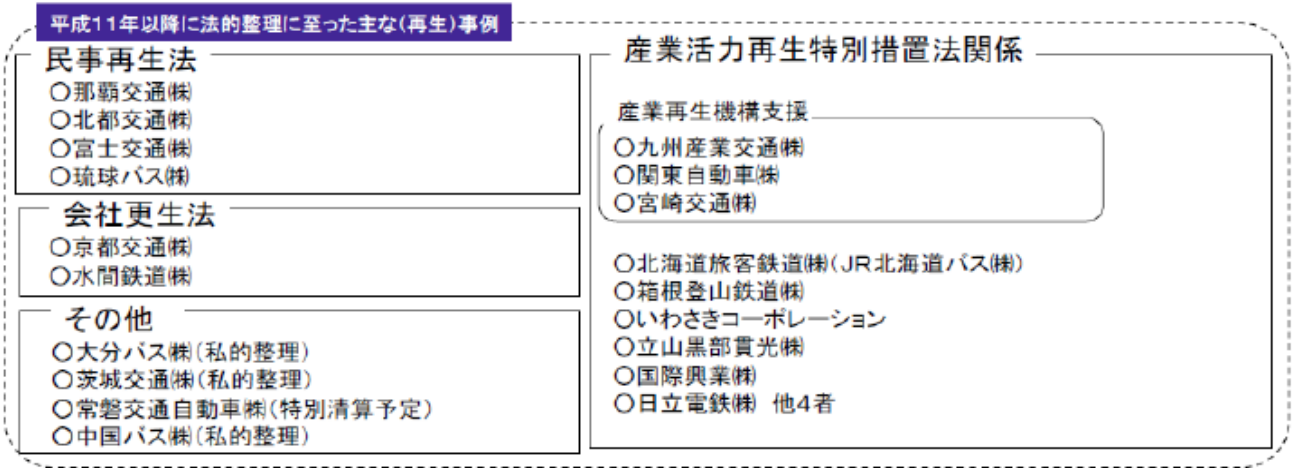 平成11年以降に法的整理に至った主な(再生)事例
民事再生法
○那覇交通㈱
○北都交通㈱
○富士交通㈱
○琉球バス㈱
会社更生法
○京都交通㈱
○水間鉄道㈱
その他
○大分バス㈱(私的整理)
○茨城交通㈱(私的整理)
○常磐交通自動車㈱(特別清算予定)
○中国バス㈱(私的整理)
産業活力再生特別措置法関係
産業再生機構支援
○九州産業交通㈱
○関東自動車㈱
○宮崎交通㈱
○北海道旅客鉄道㈱(JR北海道バス㈱)
○箱根登山鉄道㈱
○いわさきコーポレーション
○立山黒部貫光㈱
○国際興業㈱
○日立電鉄㈱ 他4者